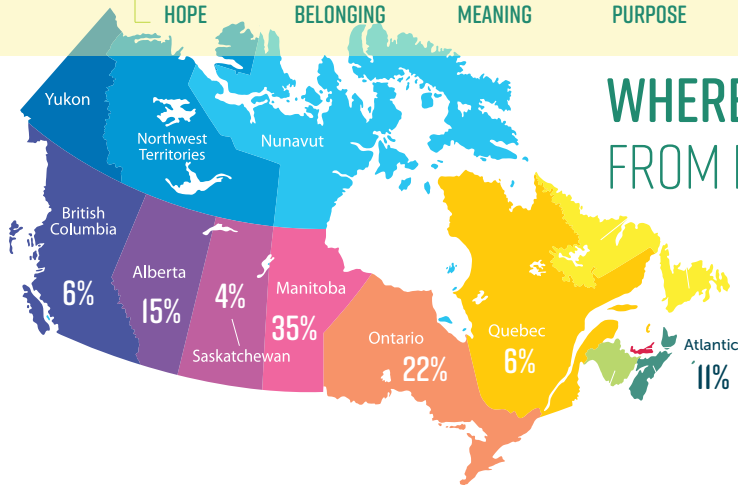 HOPE BELONGING MEANING PURPOSE
WHERE
FROM
Yukon
Northwest
Territories
Nunavut
British
Columbia
6%
Alberta
15%
4%
Saskatchewan
Manitoba
35%
Ontario
22%
Quebec
6%
Atlantic
11%